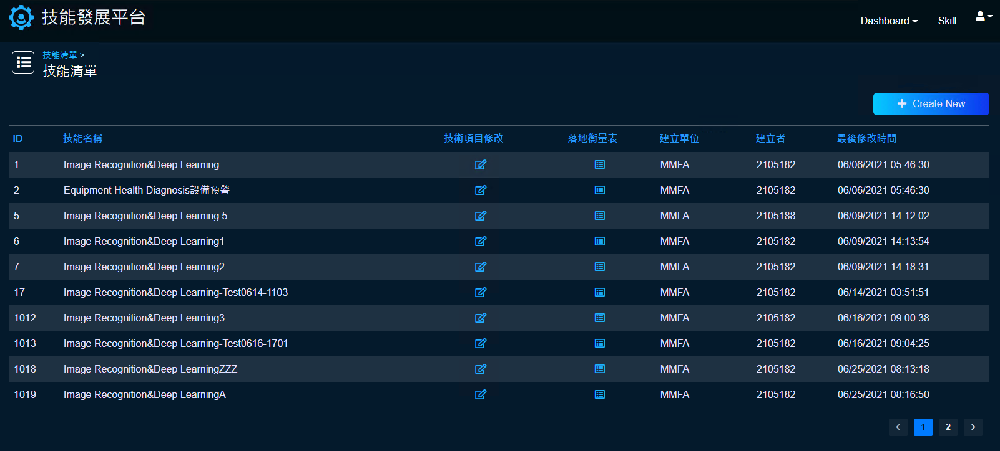 技能發展平台
Dashboard Skill
技能清單 >
技能清單
Create New
ID 技能名稱 技術項目修改 落地衡量表 建立單位 建立者 最後修改時間
1 Image Recognition&Deep Learning MMFA 2105182 06/06/2021 05:46:30
2 Equipment Health Diagnosis設備預警 MMFA 2105182 06/06/2021 05:46:30
5 Image Recognition&Deep Learning 5 MMFA 2105188 06/09/2021 14:12:02
6 Image Recognition&Deep Learning1 MMFA 2105182 06/09/2021 14:13:54
7 Image Recognition&Deep Learning2 MMFA 2105182 06/09/2021 14:18:31
17 Image Recognition&Deep Learning-Test0614-1103 MMFA 2105182 06/14/2021 03:51:51
1012 Image Recognition&Deep Learning3 MMFA 2105182 06/16/2021 09:00:38
1013 Image Recognition&Deep Learning-Test0616-1701 MMFA 2105182 06/16/2021 09:04:25
1018 Image Recognition&Deep LearningZZZ MMFA 2105182 06/25/2021 08:13:18
1019 Image Recognition&Deep LearningA MMFA 2105182 06/25/2021 08:16:50
1 2